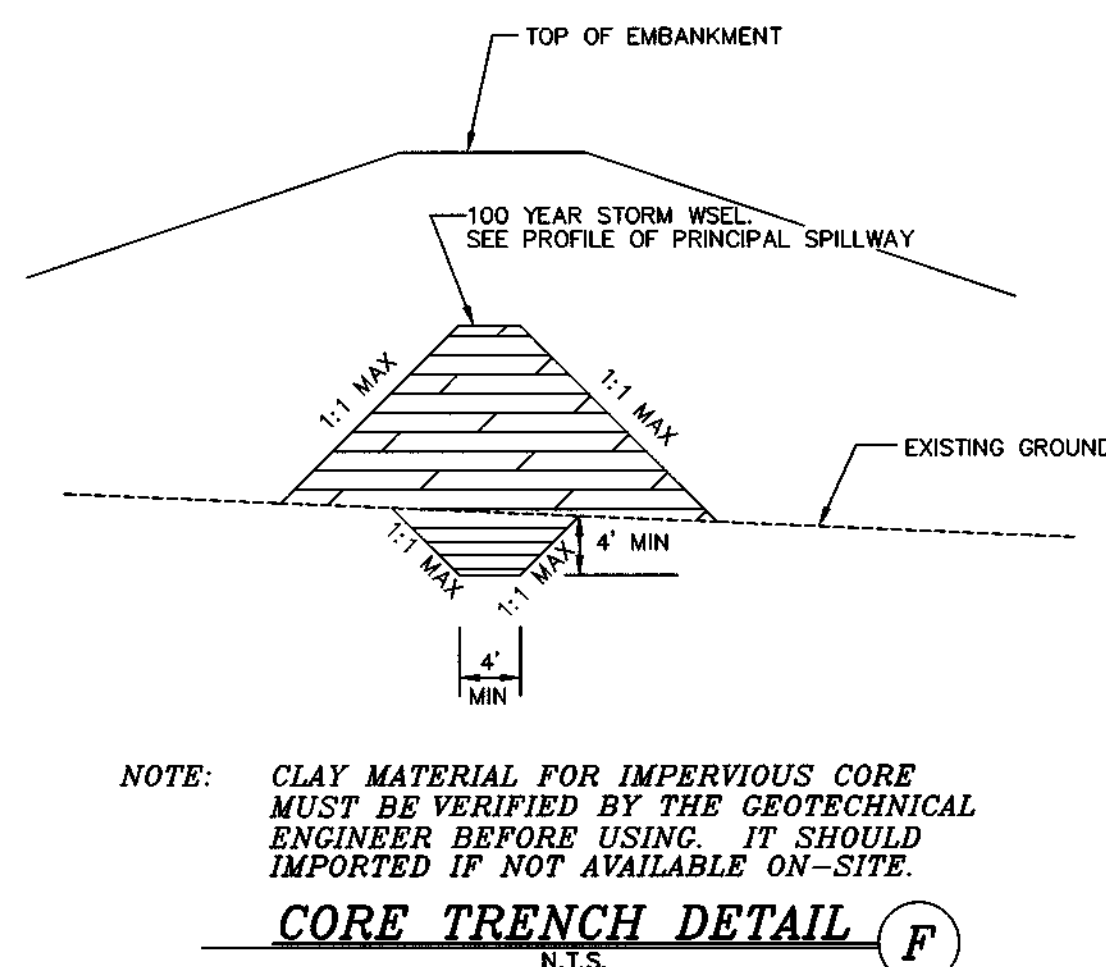 TOP OF EMBANKMENT
100 YEAR STORM WSEL.
SEE PROFILE OF PRINCIPAL SPILLWAY
1:1 MAX
1:1 MAX
EXISTING GROUND
1:1 MAX
1:1 MAX
4' MIN
4'
MIN
NOTE: CLAY MATERIAL FOR IMPERVIOUS CORE
MUST BE VERIFIED BY THE GEOTECHNICAL
ENGINEER BEFORE USING. IT SHOULD
IMPORTED IF NOT AVAILABLE ON-SITE.
CORE TRENCH DETAIL F
N.T.S.